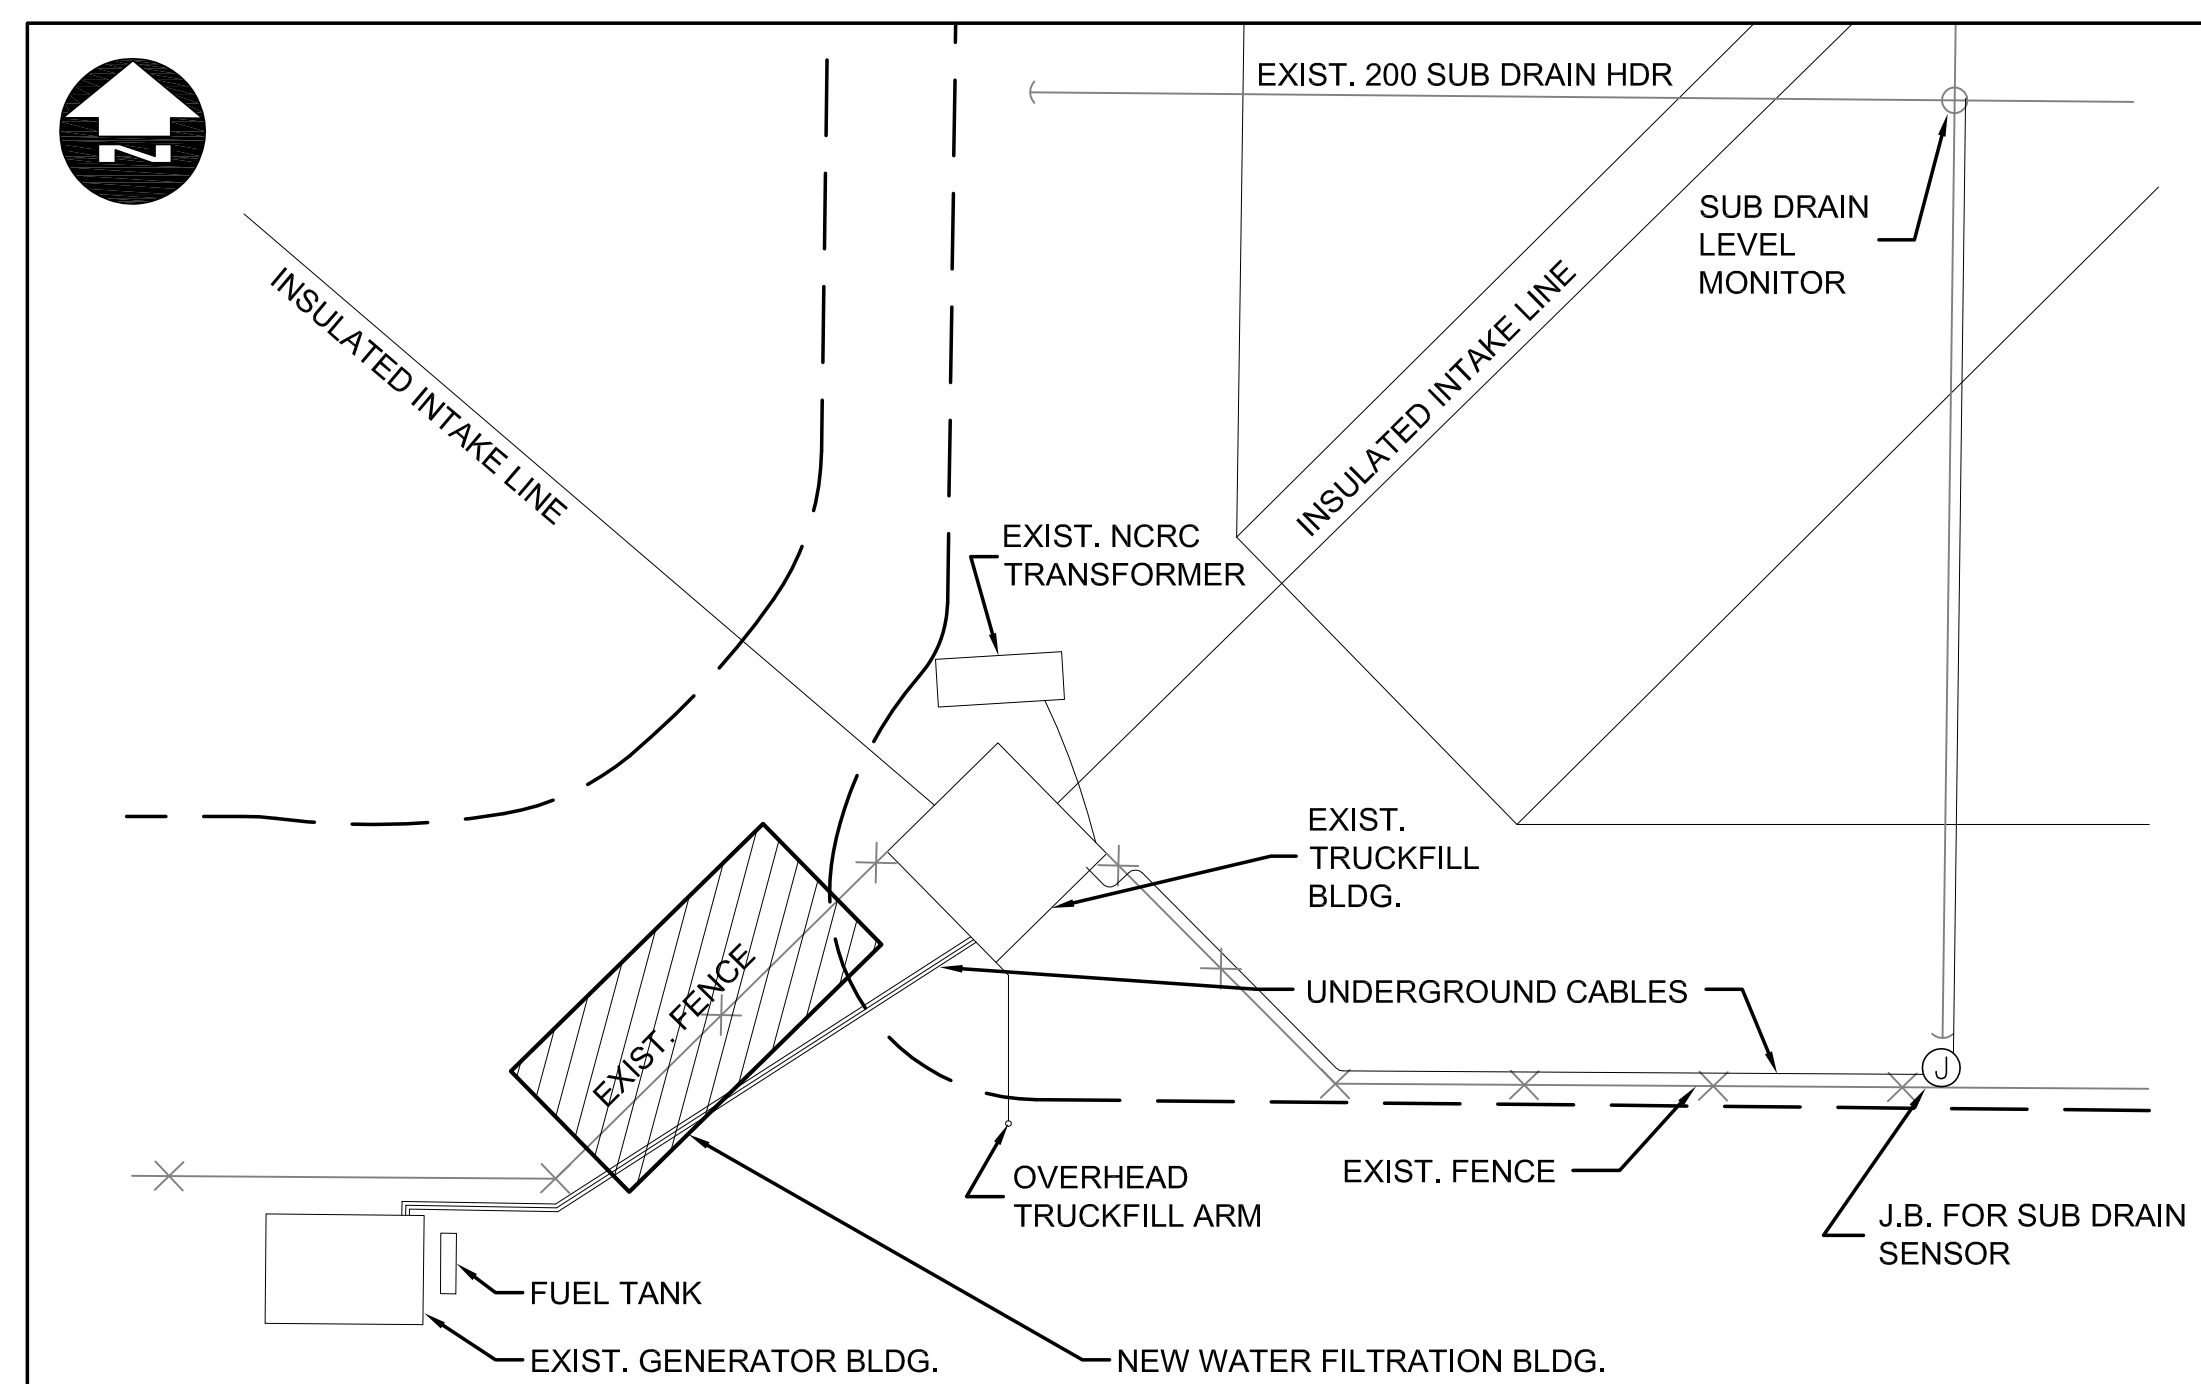 N
EXIST. 200 SUB DRAIN HDR
SUB DRAIN
LEVEL
MONITOR
INSULATED INTAKE LINE
INSULATED INTAKE LINE
EXIST. NCRC
TRANSFORMER
EXIST.
TRUCKFILL
BLDG.
EXIST. FENCE
UNDERGROUND CABLES
J
OVERHEAD
TRUCKFILL ARM
EXIST. FENCE
J.B. FOR SUB DRAIN
SENSOR
FUEL TANK
EXIST. GENERATOR BLDG.
NEW WATER FILTRATION BLDG.